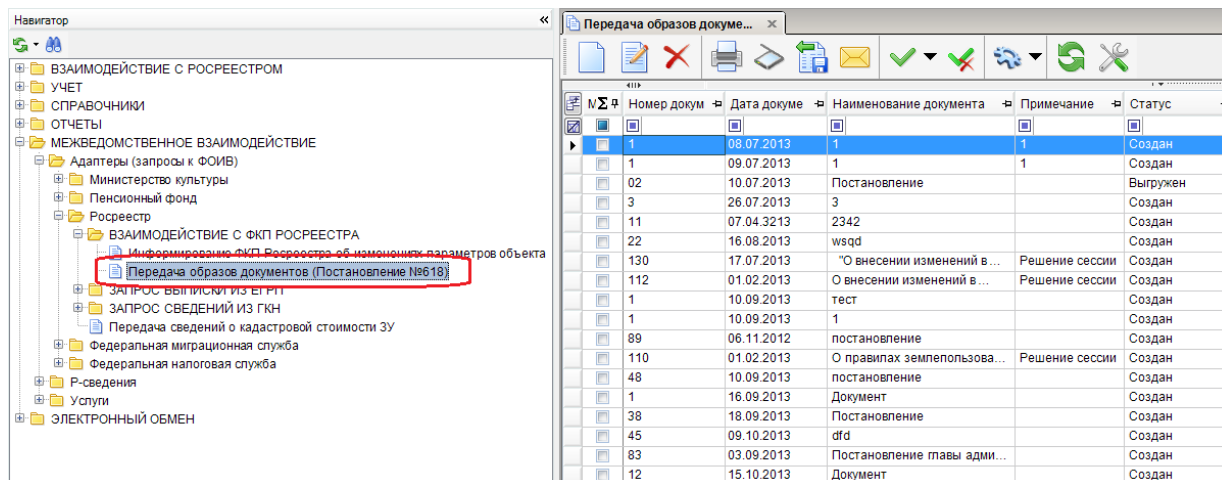 Навигатор
ВЗАИМОДЕЙСТВИЕ С РОСРЕЕСТРОМ
УЧЕТ
СПРАВОЧНИКИ
ОТЧЕТЫ
МЕЖВЕДОМСТВЕННОЕ ВЗАИМОДЕЙСТВИЕ
Адаптеры (запросы к ФОИВ)
Министерство культуры
Пенсионный фонд
Росреестр
ВЗАИМОДЕЙСТВИЕ С ФКП РОСРЕЕСТРА
Информирование ФКП Росреестра об изменениях параметров объекта
Передача образов документов (Постановление №618)
ЗАПРОС ВЫПИСКИ ИЗ ЕГРП
ЗАПРОС СВЕДЕНИЙ ИЗ ГКН
Передача сведений о кадастровой стоимости ЗУ
Федеральная миграционная служба
Федеральная налоговая служба
Р-сведения
Услуги
ЭЛЕКТРОННЫЙ ОБМЕН
Передача образов докуме...
Номер докум Дата докуме Наименование документа Примечание Статус
1 08.07.2013 1 1 Создан
1 09.07.2013 1 1 Создан
02 10.07.2013 Постановление Выгружен
3 26.07.2013 3 Создан
11 07.04.3213 2342 Создан
22 16.08.2013 wsqd Создан
130 17.07.2013 "О внесении изменений в... Решение сессии Создан
112 01.02.2013 О внесении изменений в ... Решение сессии Создан
1 10.09.2013 тест Создан
1 10.09.2013 1 Создан
89 06.11.2012 постановление Создан
110 01.02.2013 О правилах землепользова... Решение сессии Создан
48 10.09.2013 постановление Создан
1 16.09.2013 Документ Создан
38 18.09.2013 Постановление Создан
45 09.10.2013 dfd Создан
83 03.09.2013 Постановление главы адми... Создан
12 15.10.2013 Документ Создан